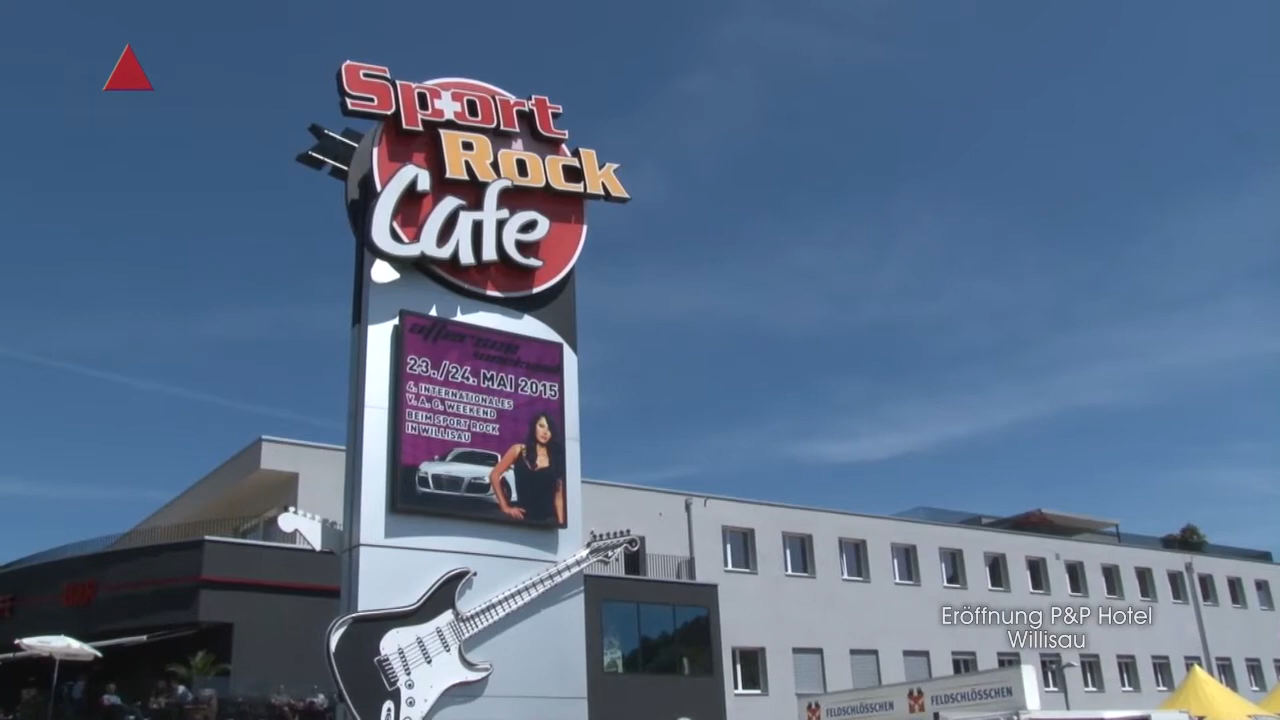 Sport
Rock
Cafe
23./24. MAI 2015
4. INTERNATIONALES
V. A. G. WEEKEND
BEIM SPORT ROCK
IN WILLISAU
Eröffnung P&P Hotel
Willisau
FELDSCHLÖSSCHEN
FELDSCHLÖSSCHEN